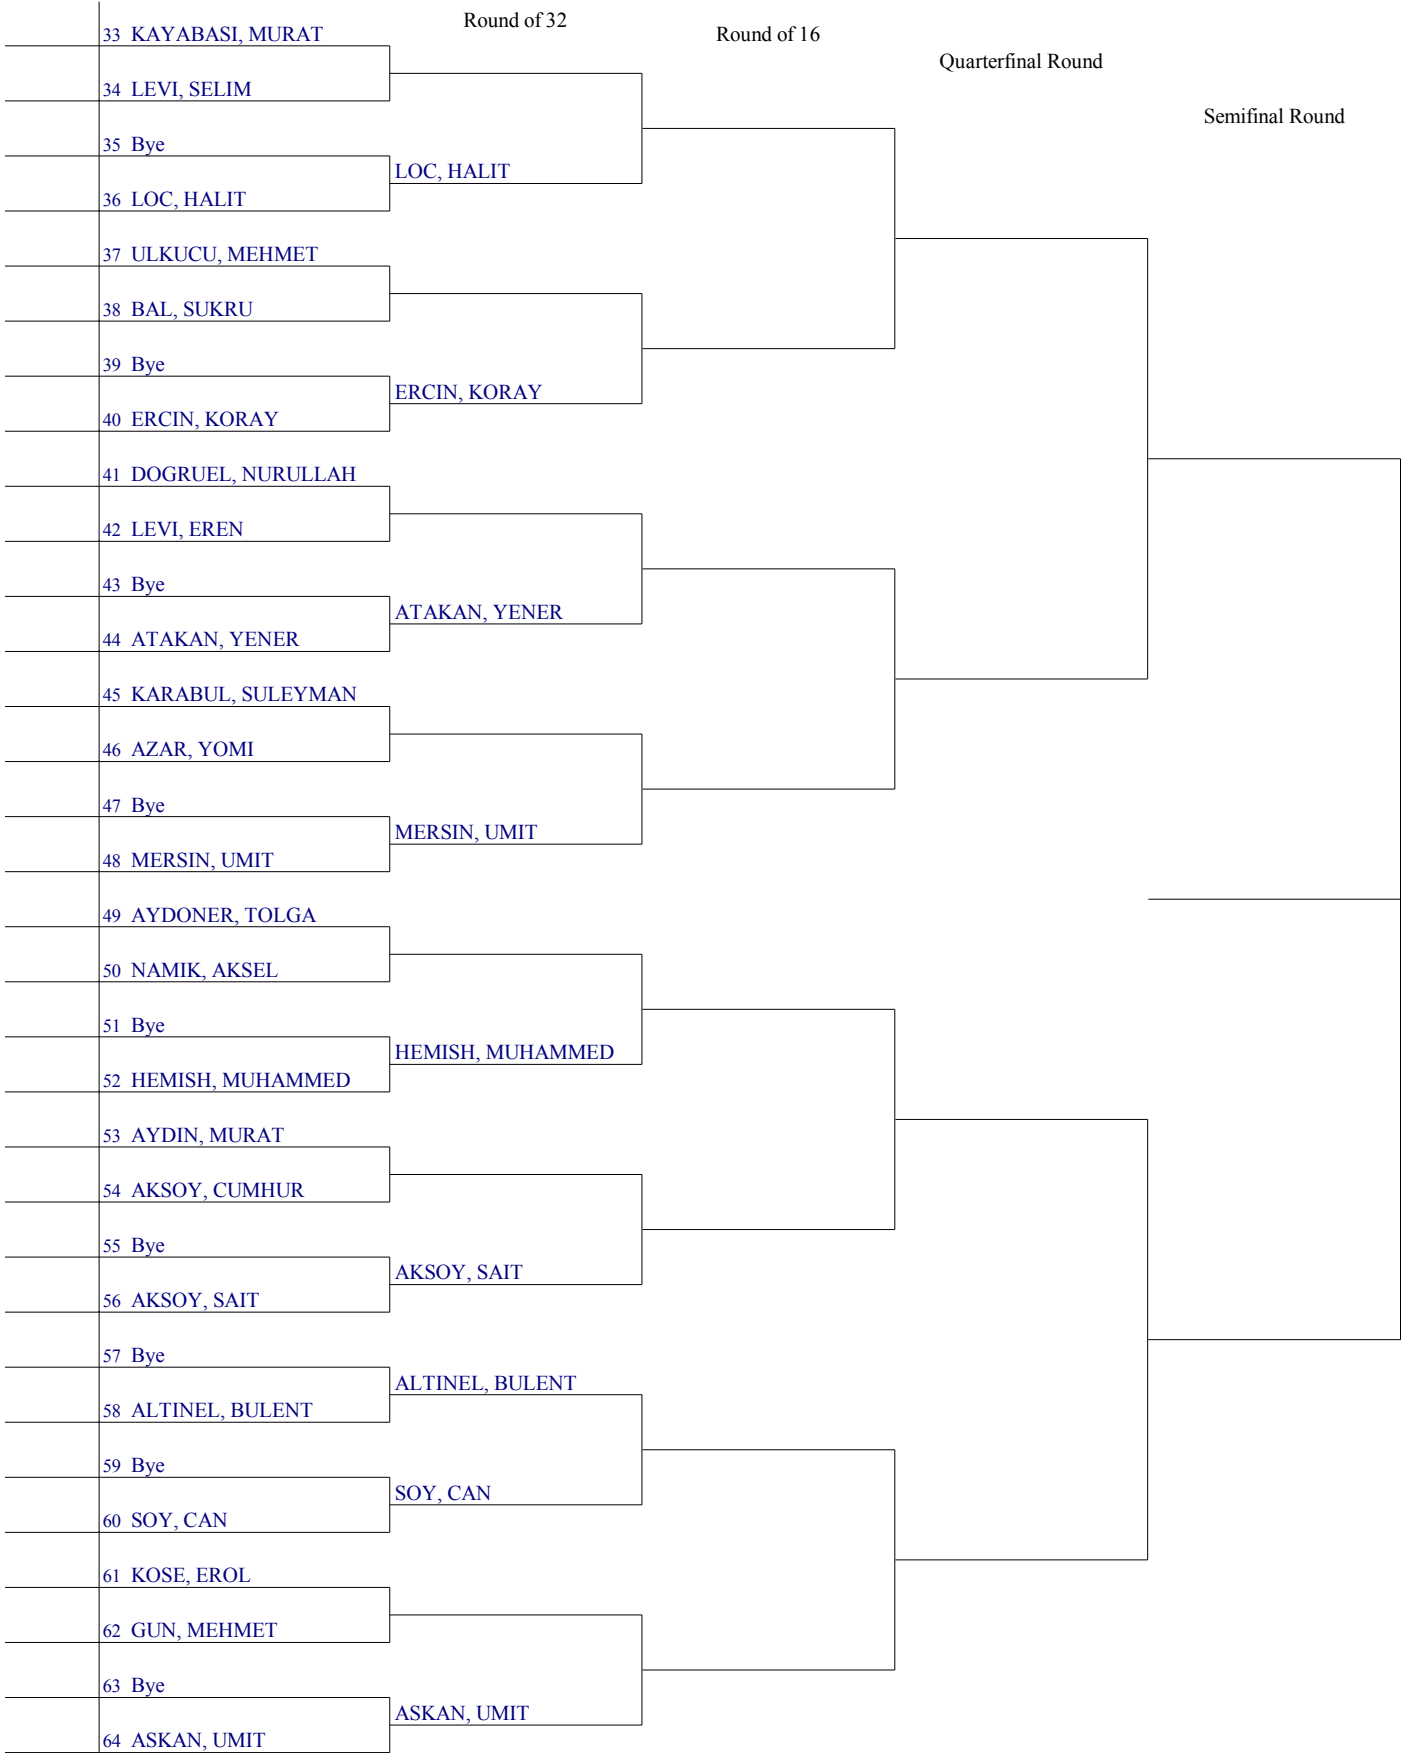 Round of 32
Round of 16
Quarterfinal Round
Semifinal Round
33 KAYABASI, MURAT
34 LEVI, SELIM
35 Bye
LOC, HALIT
36 LOC, HALIT
37 ULKUCU, MEHMET
38 BAL, SUKRU
39 Bye
ERCIN, KORAY
40 ERCIN, KORAY
41 DOGRUEL, NURULLAH
42 LEVI, EREN
43 Bye
ATAKAN, YENER
44 ATAKAN, YENER
45 KARABUL, SULEYMAN
46 AZAR, YOMI
47 Bye
MERSIN, UMIT
48 MERSIN, UMIT
49 AYDONER, TOLGA
50 NAMIK, AKSEL
51 Bye
HEMISH, MUHAMMED
52 HEMISH, MUHAMMED
53 AYDIN, MURAT
54 AKSOY, CUMHUR
55 Bye
AKSOY, SAIT
56 AKSOY, SAIT
57 Bye
ALTINEL, BULENT
58 ALTINEL, BULENT
59 Bye
SOY, CAN
60 SOY, CAN
61 KOSE, EROL
62 GUN, MEHMET
63 Bye
ASKAN, UMIT
64 ASKAN, UMIT